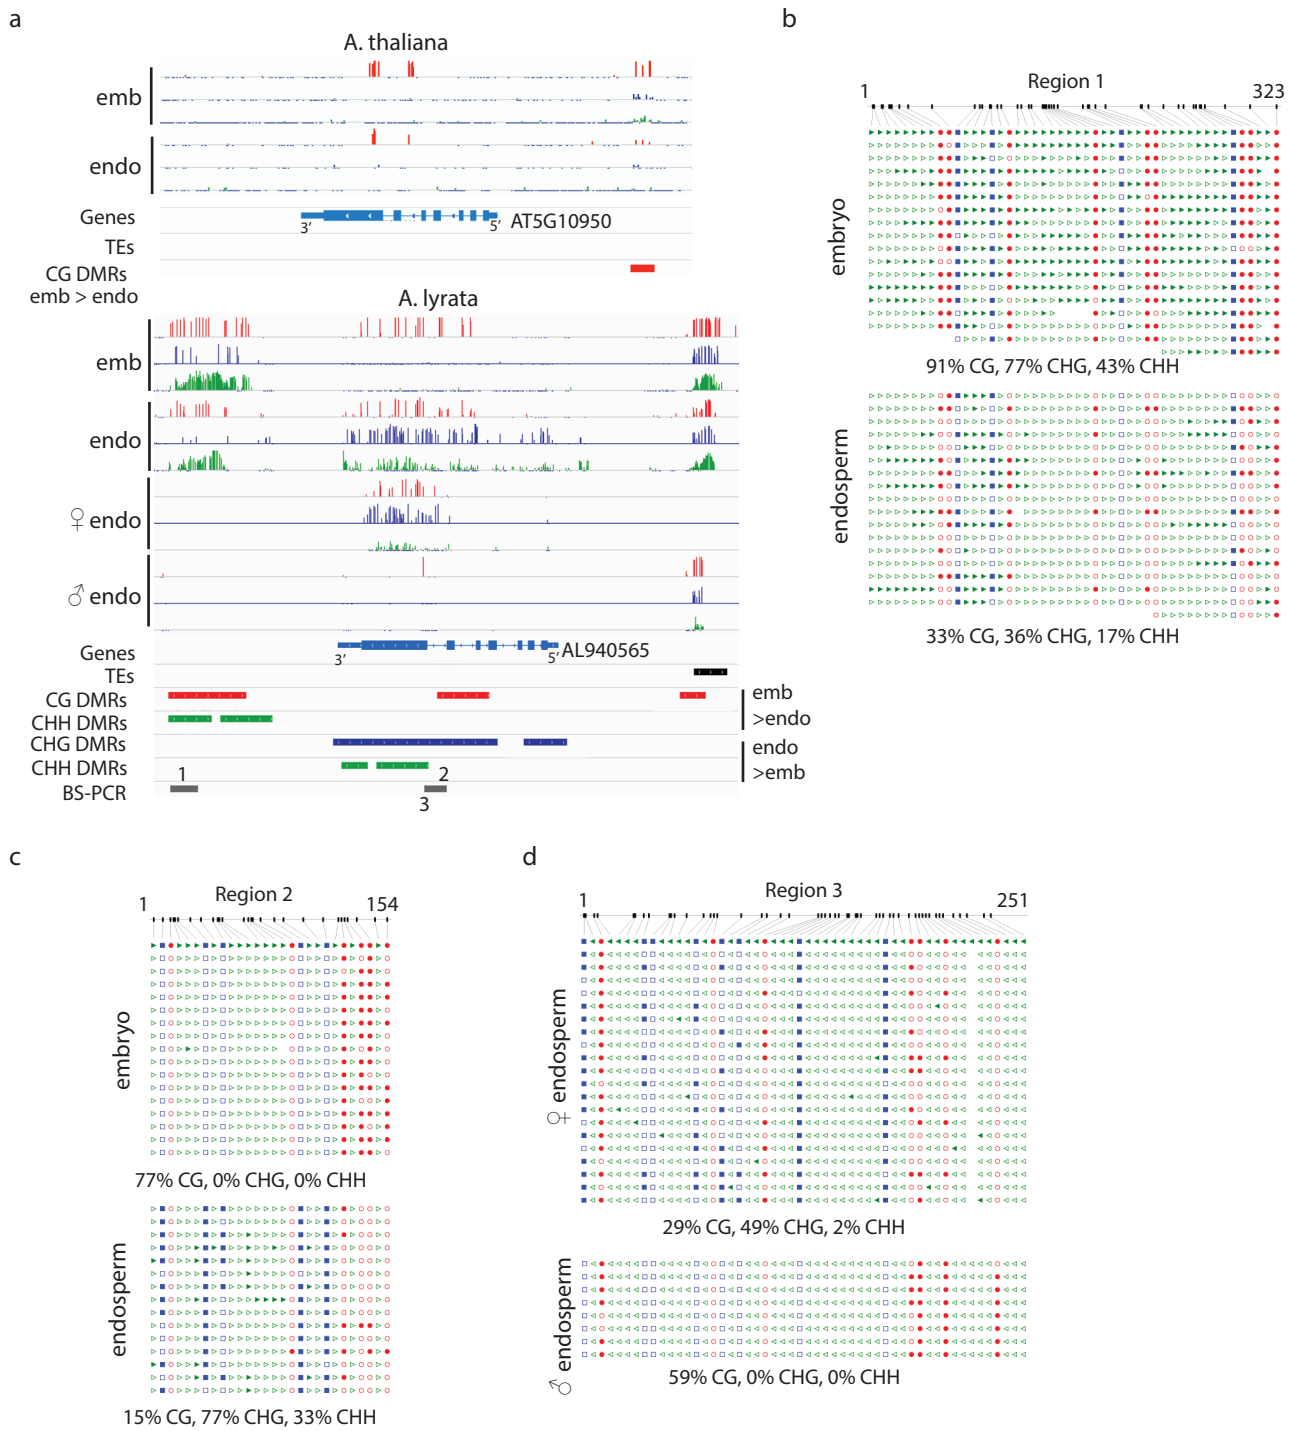 a
A. thaliana
emb
endo
Genes
3′
5′
AT5G10950
TEs
CG DMRs
emb > endo
A. lyrata
emb
endo
♀ endo
♂ endo
Genes
3′
5′
AL940565
TEs
CG DMRs
CHH DMRs
emb
>endo
CHG DMRs
CHH DMRs
endo
>emb
BS-PCR
1
2
3
b
Region 1
1
323
embryo
91% CG, 77% CHG, 43% CHH
endosperm
33% CG, 36% CHG, 17% CHH
c
Region 2
1
154
embryo
77% CG, 0% CHG, 0% CHH
endosperm
15% CG, 77% CHG, 33% CHH
d
Region 3
1
251
♀ endosperm
29% CG, 49% CHG, 2% CHH
♂ endosperm
59% CG, 0% CHG, 0% CHH